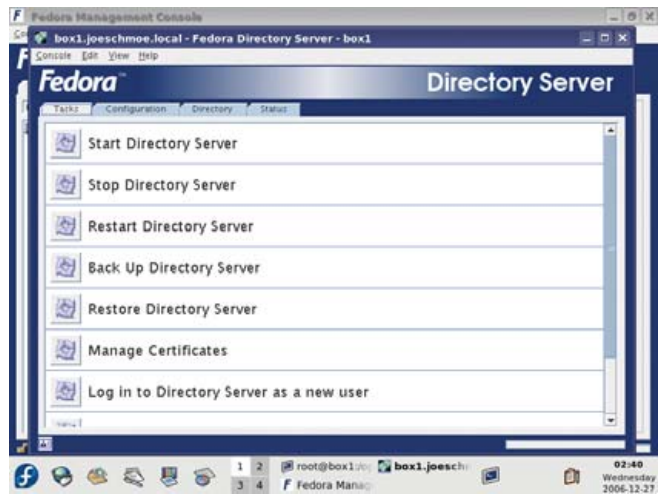 Fedora Management Console
box1.joeschmoe.local - Fedora Directory Server - box1
Console Edit View Help
Fedora™ Directory Server
Tasks Configuration Directory Status
Start Directory Server
Stop Directory Server
Restart Directory Server
Back Up Directory Server
Restore Directory Server
Manage Certificates
Log in to Directory Server as a new user
1 2 root@box1:/o box1.joesch 02:40
3 4 Fedora Manag Wednesday
2006-12-27